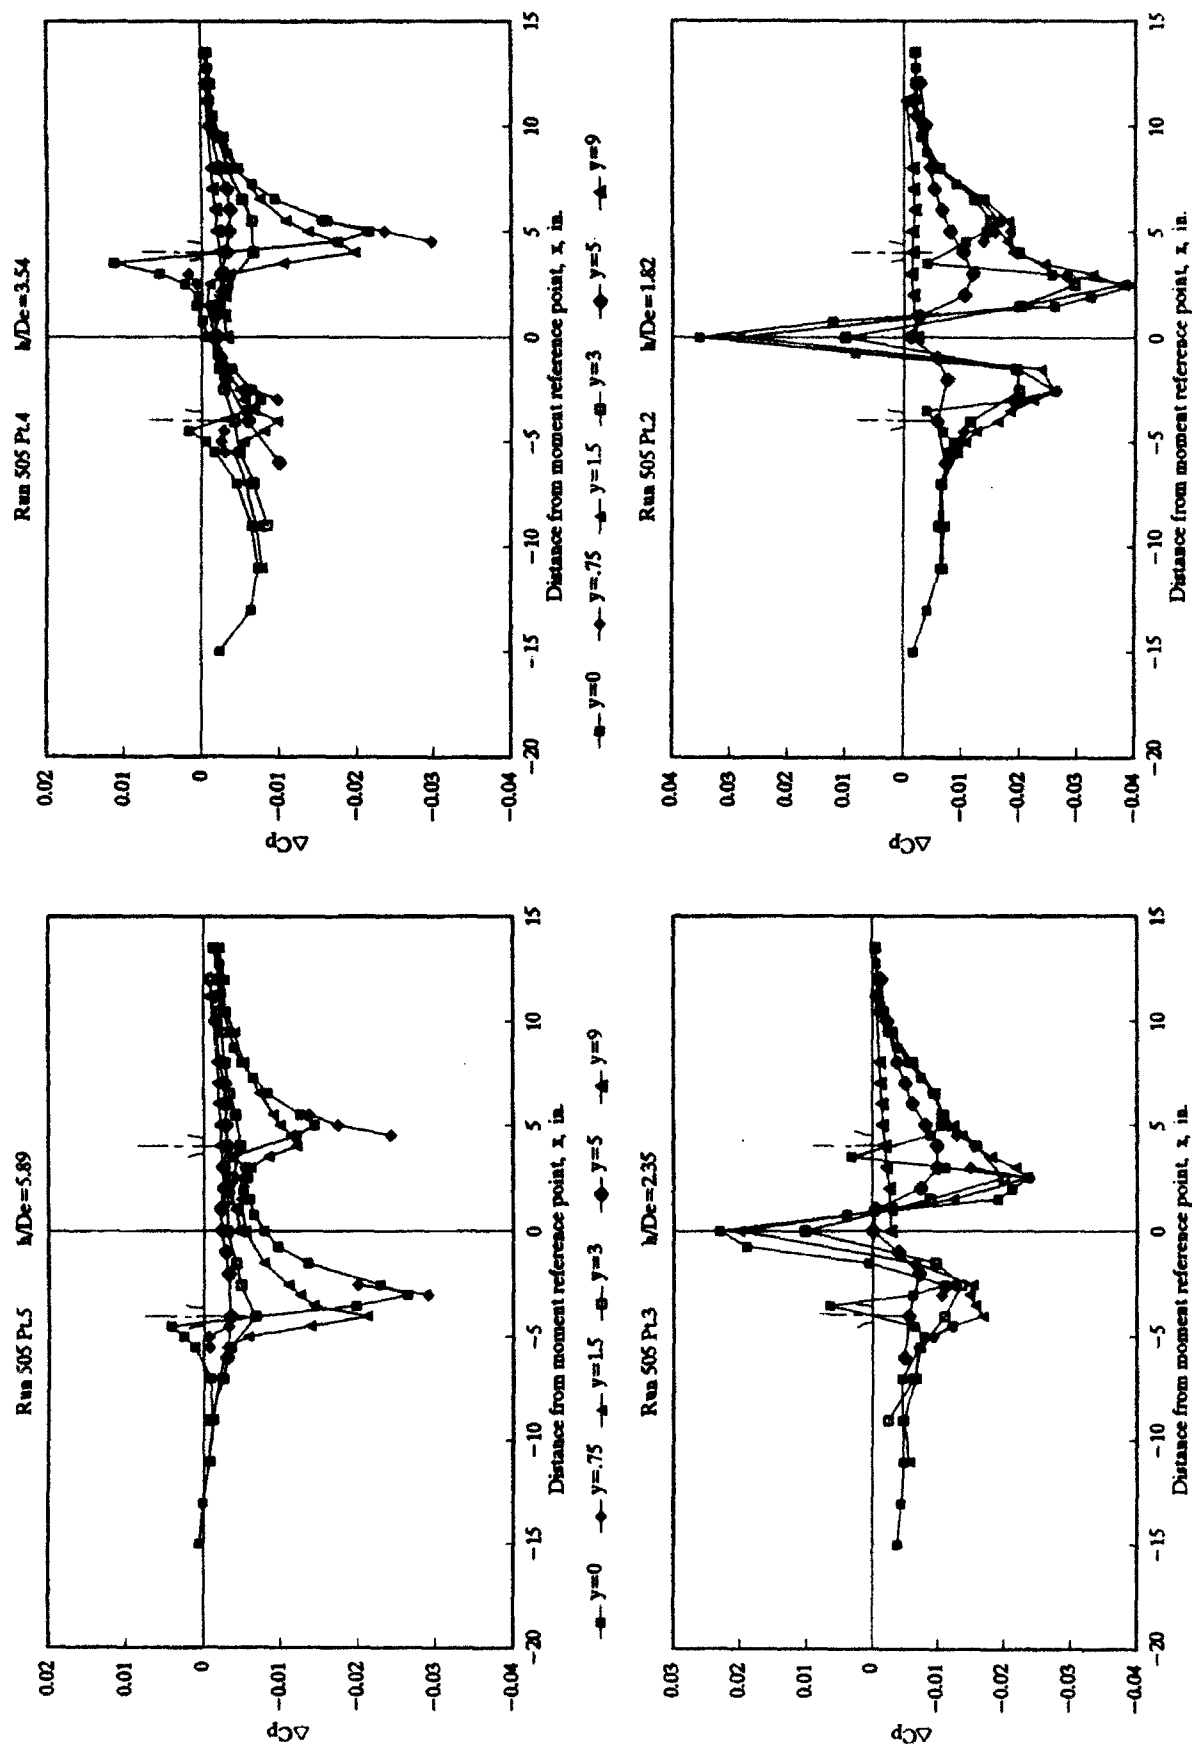 Run 505 Pt.5 h/De=5.89
0.02
0.01
0
−0.01
−0.02
−0.03
−0.04
ΔCp
−20 −15 −10 −5 0 5 10 15
Distance from moment reference point, x, in.
y=0 y=.75 y=1.5 y=3 y=5 y=9
Run 505 Pt.4 h/De=3.54
0.02
0.01
0
−0.01
−0.02
−0.03
−0.04
ΔCp
−20 −15 −10 −5 0 5 10 15
Distance from moment reference point, x, in.
y=0 y=.75 y=1.5 y=3 y=5 y=9
Run 505 Pt.3 h/De=2.35
0.03
0.02
0.01
0
−0.01
−0.02
−0.03
−0.04
ΔCp
−20 −15 −10 −5 0 5 10 15
Distance from moment reference point, x, in.
Run 505 Pt.2 h/De=1.82
0.04
0.03
0.02
0.01
0
−0.01
−0.02
−0.03
−0.04
ΔCp
−20 −15 −10 −5 0 5 10 15
Distance from moment reference point, x, in.